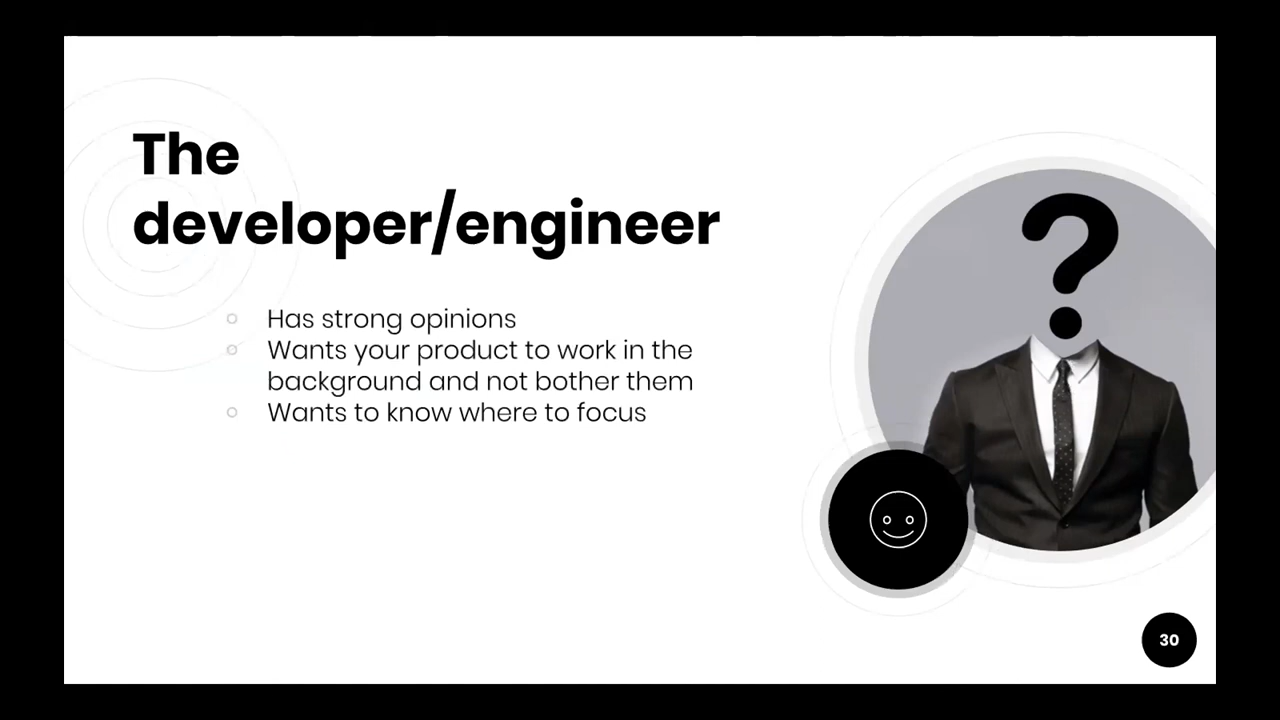 The
developer/engineer
Has strong opinions
Wants your product to work in the
background and not bother them
Wants to know where to focus
?
30